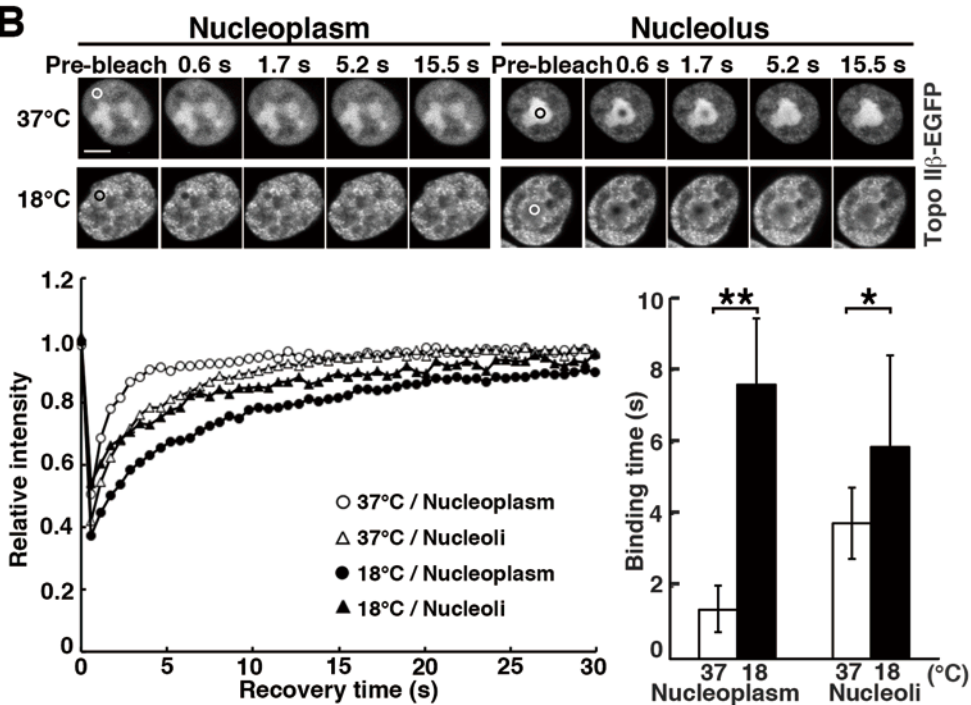 B
Nucleoplasm Nucleolus
Pre-bleach 0.6 s 1.7 s 5.2 s 15.5 s Pre-bleach 0.6 s 1.7 s 5.2 s 15.5 s
37°C
18°C
Topo IIβ-EGFP
Relative intensity
1.2
1.0
0.8
0.6
0.4
0.2
0
0 5 10 15 20 25 30
Recovery time (s)
37°C / Nucleoplasm
37°C / Nucleoli
18°C / Nucleoplasm
18°C / Nucleoli
Binding time (s)
10
8
6
4
2
0
** *
37 18 37 18 (°C)
Nucleoplasm Nucleoli